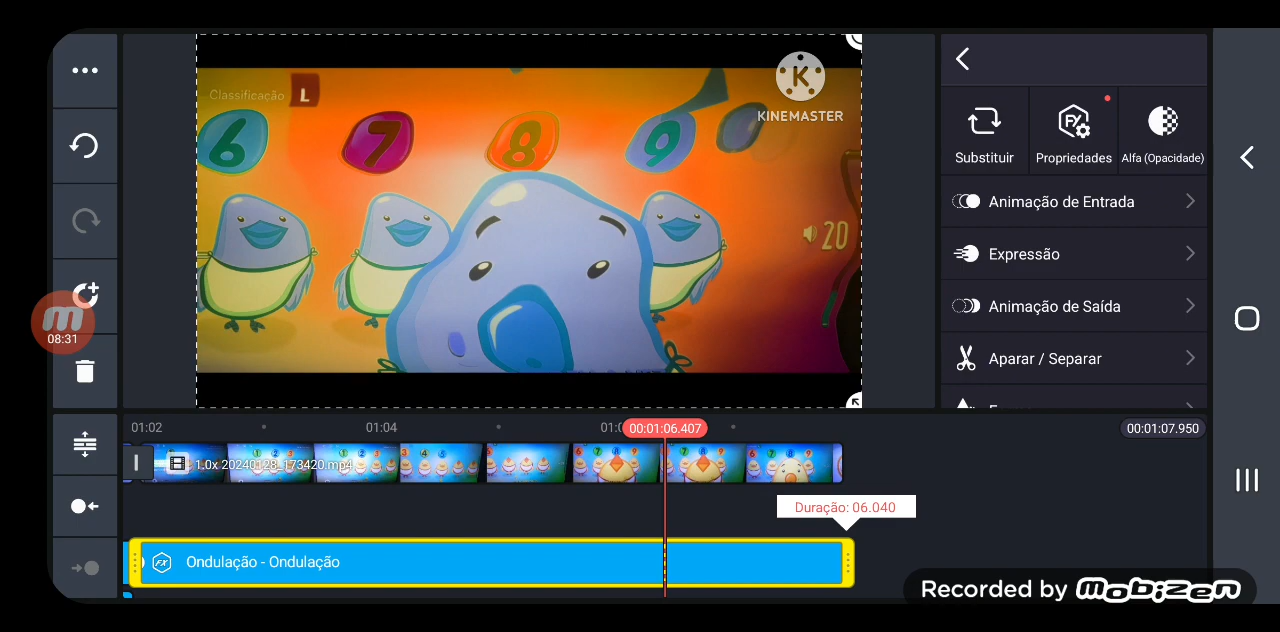 Classificação L
K
KINEMASTER
6 7 8 9
20
08:31
Substituir
Propriedades
Alfa (Opacidade)
Animação de Entrada
Expressão
Animação de Saída
Aparar / Separar
01:02
01:04
00:01:06.407
00:01:07.950
1.0x 20240128_173420.mp4
Duração: 06.040
Ondulação - Ondulação
Recorded by mobizen